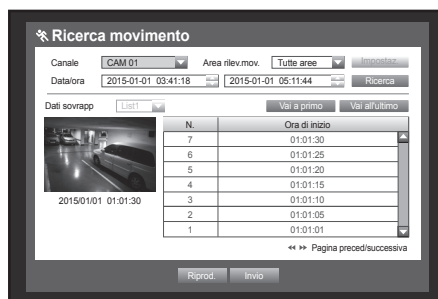 Ricerca movimento
Canale CAM 01 Area rilev.mov. Tutte aree Impostaz.
Data/ora 2015-01-01 03:41:18 2015-01-01 05:11:44 Ricerca
Dati sovrapp List1 Vai a primo Vai all'ultimo
N. Ora di inizio
7 01:01:30
6 01:01:25
5 01:01:20
4 01:01:15
3 01:01:10
2 01:01:05
1 01:01:01
2015/01/01 01:01:30
Pagina preced/successiva
Riprod. Invio